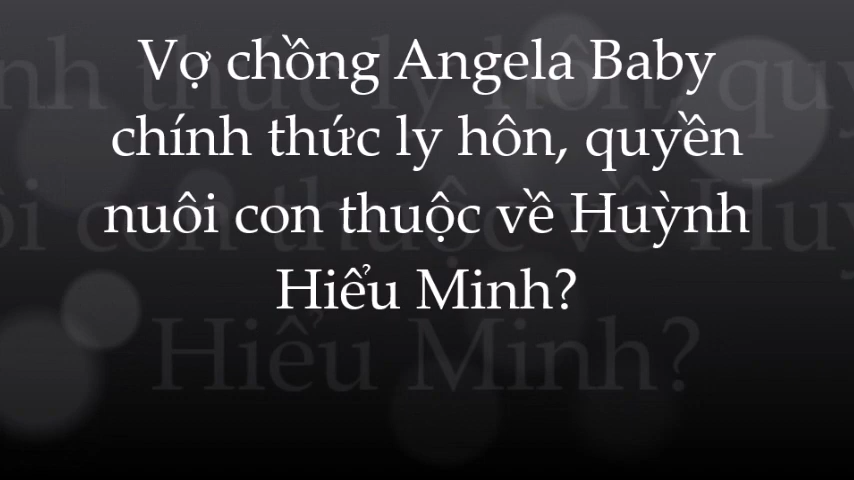 Vợ chồng Angela Baby
chính thức ly hôn, quyền
nuôi con thuộc về Huỳnh
Hiểu Minh?